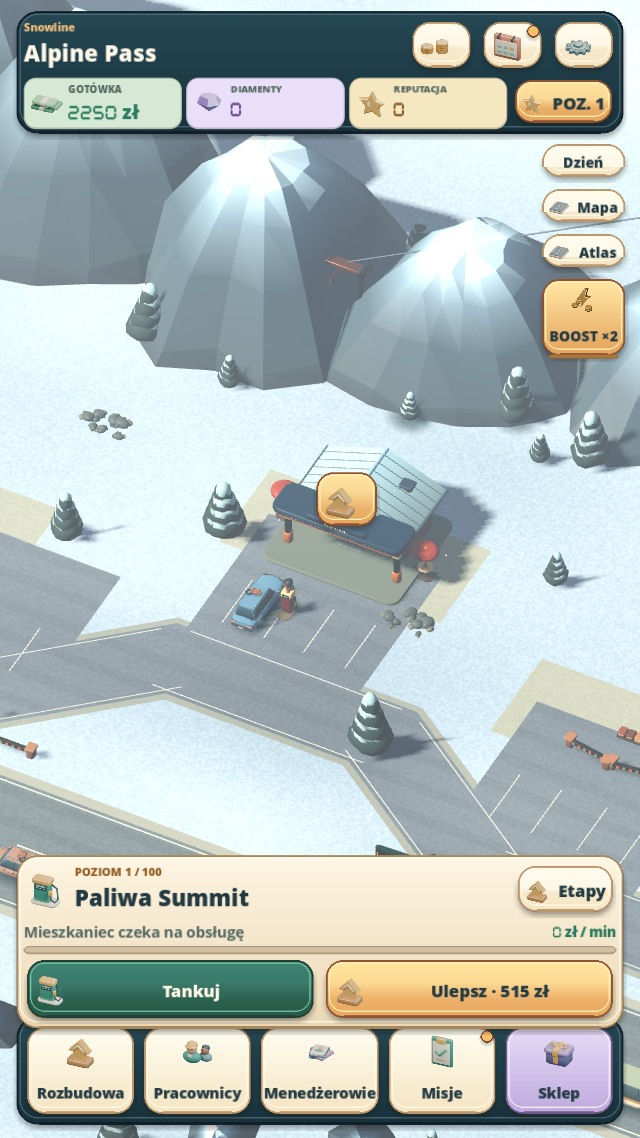 Snowline
Alpine Pass
GOTÓWKA
2250 zł
DIAMENTY
0
REPUTACJA
0
POZ. 1
Dzień
Mapa
Atlas
BOOST ×2
POZIOM 1 / 100
Paliwa Summit
Etapy
Mieszkaniec czeka na obsługę
0 zł / min
Tankuj
Ulepsz · 515 zł
Rozbudowa
Pracownicy
Menedżerowie
Misje
Sklep